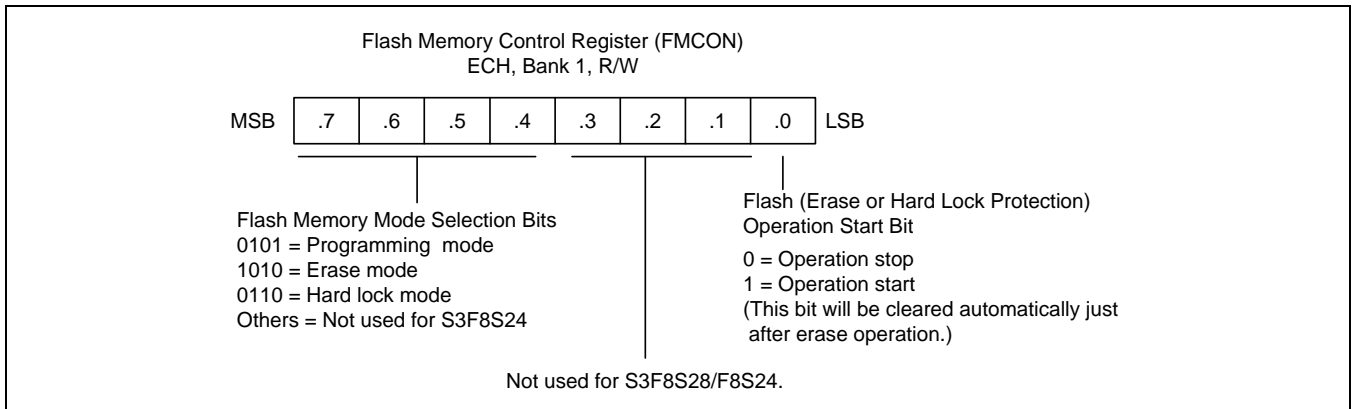 Flash Memory Control Register (FMCON)
ECH, Bank 1, R/W
MSB .7 .6 .5 .4 .3 .2 .1 .0 LSB
Flash Memory Mode Selection Bits
0101 = Programming mode
1010 = Erase mode
0110 = Hard lock mode
Others = Not used for S3F8S24
Flash (Erase or Hard Lock Protection)
Operation Start Bit
0 = Operation stop
1 = Operation start
(This bit will be cleared automatically just
after erase operation.)
Not used for S3F8S28/F8S24.